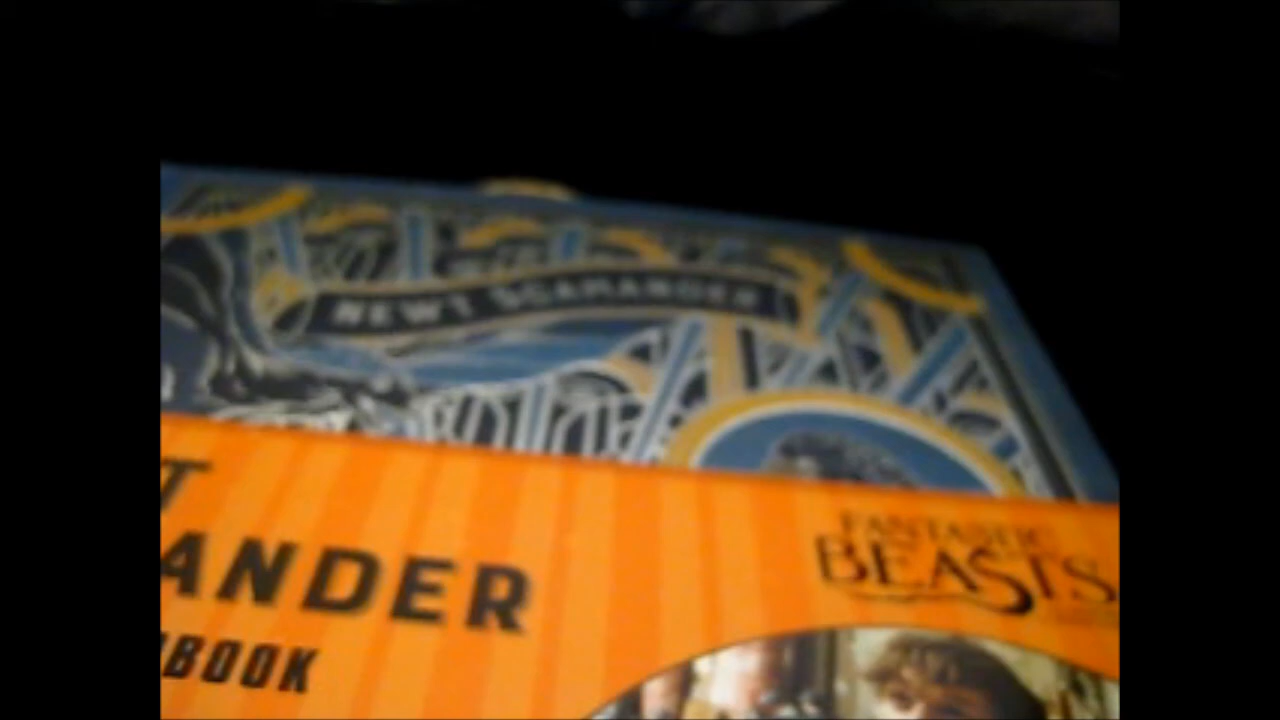 NEWT SCAMANDER
T
ANDER
BOOK
FANTASTIC
BEASTS